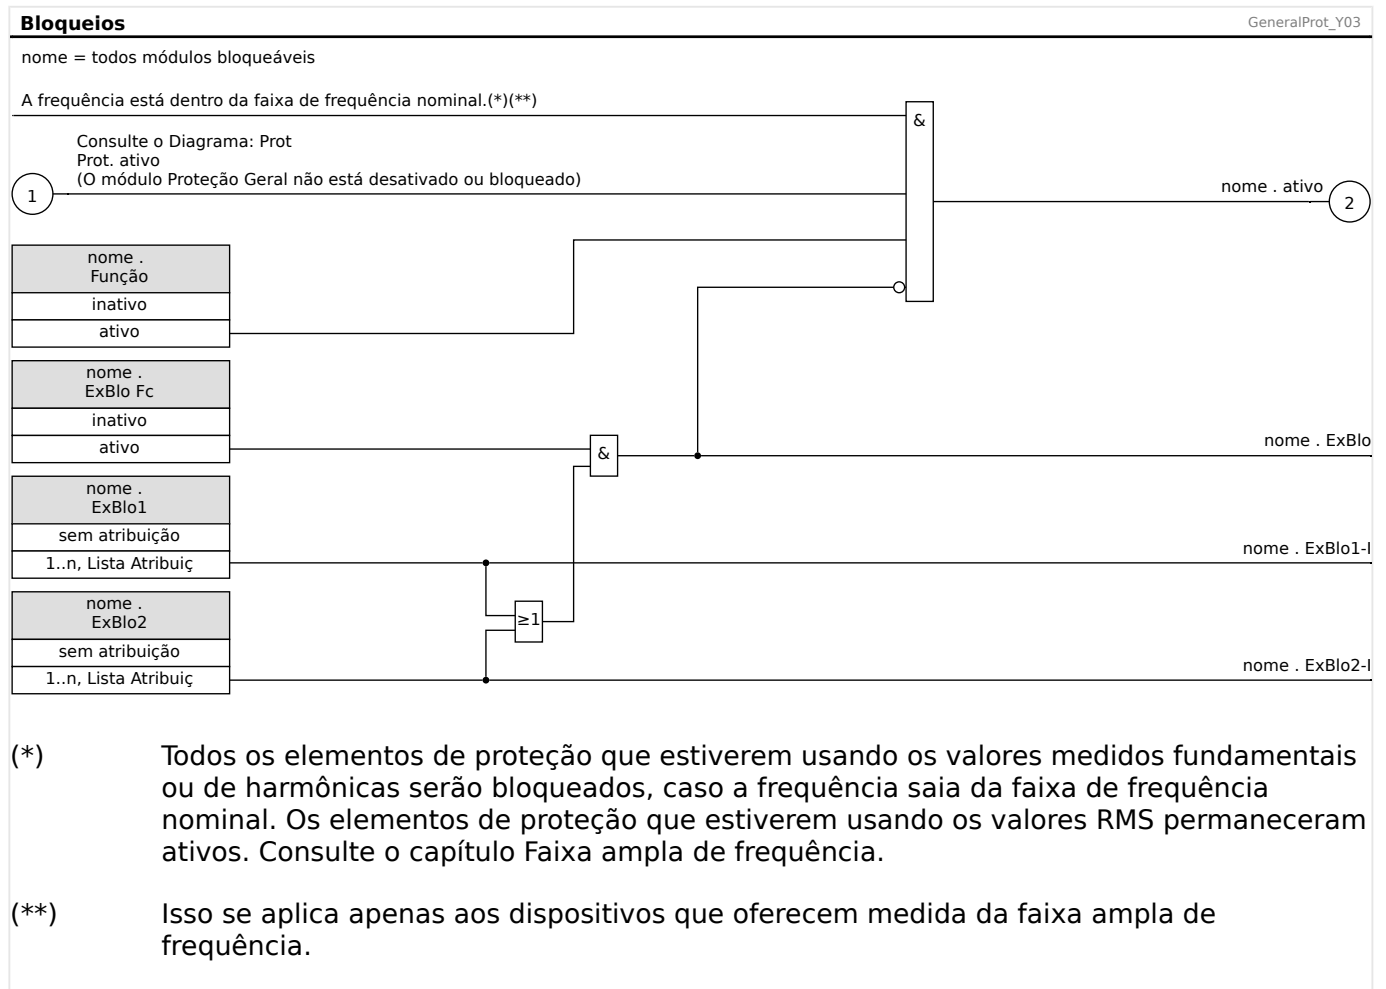 Bloqueios
GeneralProt_Y03
nome = todos módulos bloqueáveis
A frequência está dentro da faixa de frequência nominal.(*)(**)
&
Consulte o Diagrama: Prot
Prot. ativo
(O módulo Proteção Geral não está desativado ou bloqueado)
1
nome . ativo
2
nome .
Função
inativo
ativo
nome .
ExBlo Fc
inativo
ativo
&
nome . ExBlo
nome .
ExBlo1
sem atribuição
1..n, Lista Atribuiç
nome . ExBlo1-I
nome .
ExBlo2
sem atribuição
1..n, Lista Atribuiç
≥1
nome . ExBlo2-I
(*) Todos os elementos de proteção que estiverem usando os valores medidos fundamentais
ou de harmônicas serão bloqueados, caso a frequência saia da faixa de frequência
nominal. Os elementos de proteção que estiverem usando os valores RMS permaneceram
ativos. Consulte o capítulo Faixa ampla de frequência.
(**) Isso se aplica apenas aos dispositivos que oferecem medida da faixa ampla de
frequência.